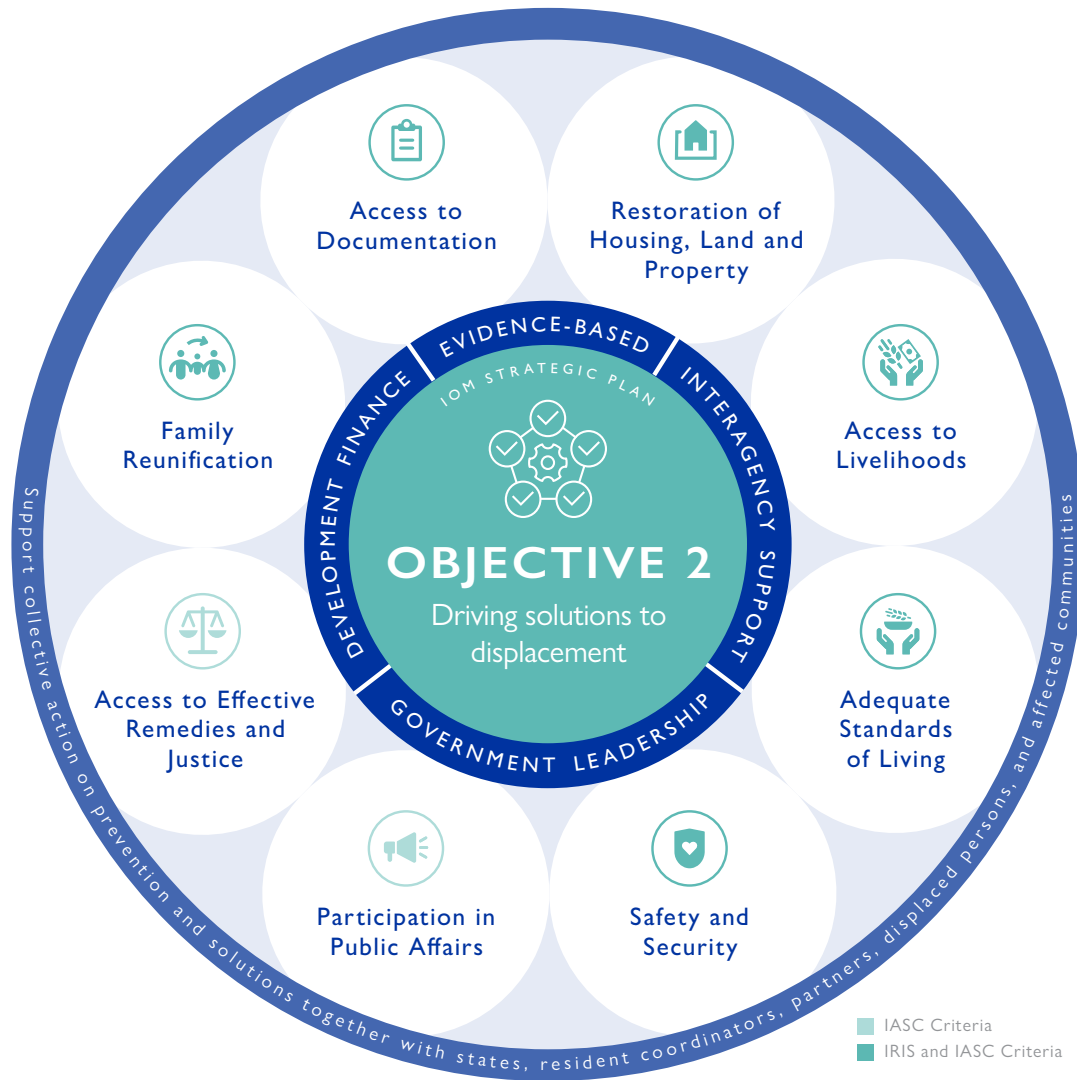 Access to
Documentation
Restoration of
Housing, Land and
Property
Family
Reunification
Access to
Livelihoods
EVIDENCE-BASED
INTERAGENCY SUPPORT
GOVERNMENT LEADERSHIP
DEVELOPMENT FINANCE
IOM STRATEGIC PLAN
OBJECTIVE 2
Driving solutions to
displacement
Access to Effective
Remedies and
Justice
Adequate
Standards
of Living
Participation in
Public Affairs
Safety and
Security
Support collective action on prevention and solutions together with states, resident coordinators, partners, displaced persons, and affected communities
IASC Criteria
IRIS and IASC Criteria